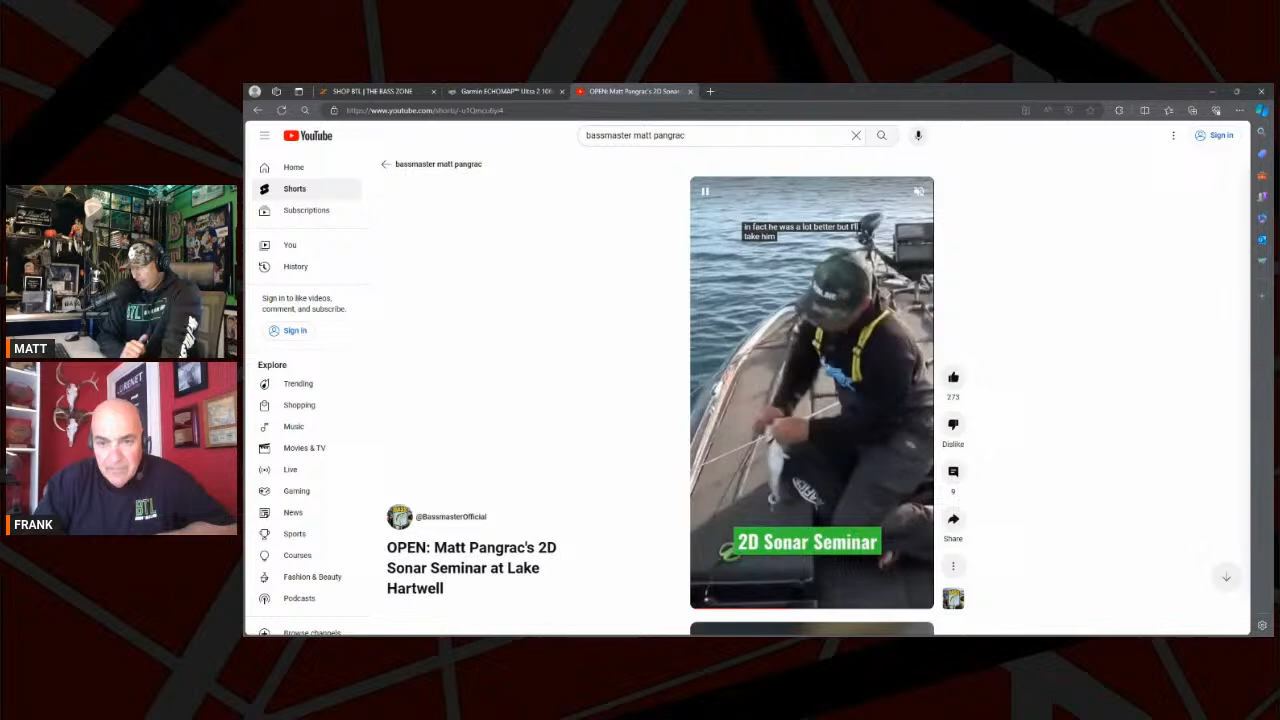 SHOP BTL | THE BASS ZONE
Garmin ECHOMAP™ Ultra 2 10
OPEN: Matt Pangrac's 2D Sonar
YouTube
bassmaster matt pangrac
Sign in
Home
Shorts
Subscriptions
You
History
Sign in to like videos,
comment, and subscribe.
Sign in
Explore
Trending
Shopping
Music
Movies & TV
Live
Gaming
News
Sports
Courses
Fashion & Beauty
Podcasts
Browse channels
bassmaster matt pangrac
in fact he was a lot better but I'll
take him
2D Sonar Seminar
@BassmasterOfficial
OPEN: Matt Pangrac's 2D
Sonar Seminar at Lake
Hartwell
273
Dislike
9
Share
MATT
BTL
FRANK